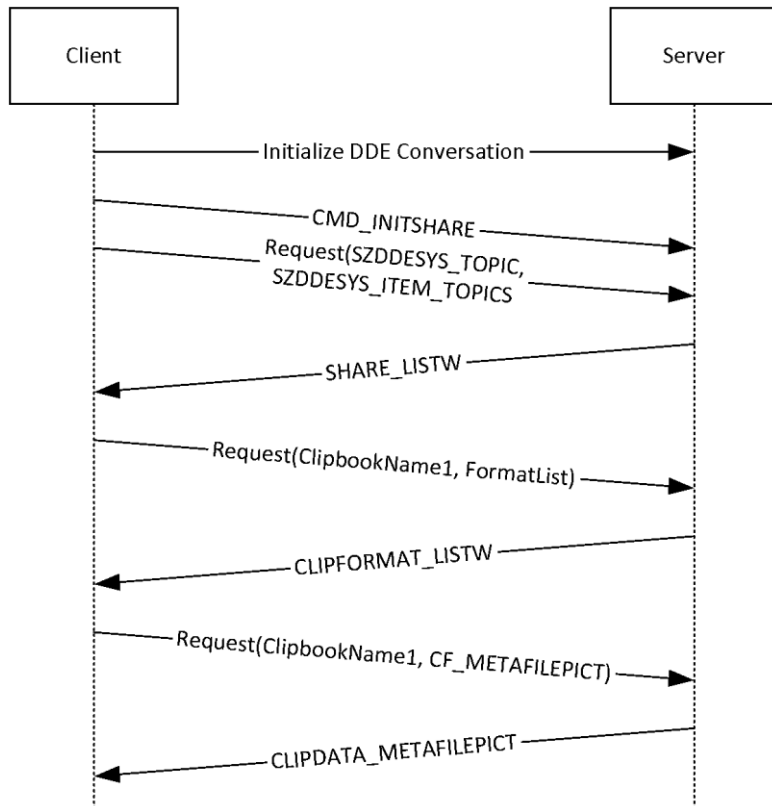 Client
Server
Initialize DDE Conversation
CMD_INITSHARE
Request(SZDDESYS_TOPIC,
SZDDESYS_ITEM_TOPICS
SHARE_LISTW
Request(ClipbookName1, FormatList)
CLIPFORMAT_LISTW
Request(ClipbookName1, CF_METAFILEPICT)
CLIPDATA_METAFILEPICT